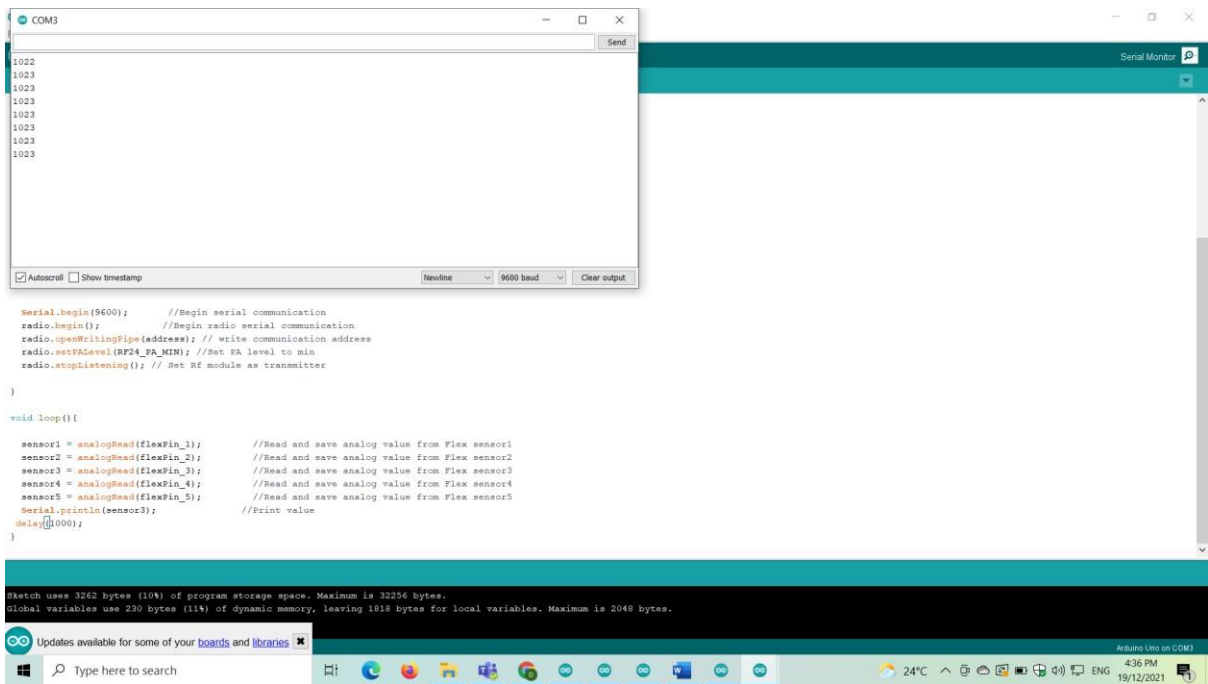 COM3
Send
Serial Monitor
1022
1023
1023
1023
1023
1023
1023
1023
Autoscroll Show timestamp Newline 9600 baud Clear output
Serial.begin(9600); //Begin serial communication
radio.begin(); //Begin radio serial communication
radio.openWritingPipe(address); // write communication address
radio.setPALevel(RF24_PA_MIN); //Set PA level to min
radio.stopListening(); // Set Rf module as transmitter
}
void loop(){
sensor1 = analogRead(flexPin_1); //Read and save analog value from Flex sensor1
sensor2 = analogRead(flexPin_2); //Read and save analog value from Flex sensor2
sensor3 = analogRead(flexPin_3); //Read and save analog value from Flex sensor3
sensor4 = analogRead(flexPin_4); //Read and save analog value from Flex sensor4
sensor5 = analogRead(flexPin_5); //Read and save analog value from Flex sensor5
Serial.println(sensor3); //Print value
delay(1000);
}
Sketch uses 3262 bytes (10%) of program storage space. Maximum is 32256 bytes.
Global variables use 230 bytes (11%) of dynamic memory, leaving 1818 bytes for local variables. Maximum is 2048 bytes.
Updates available for some of your boards and libraries
Arduino Uno on COM3
Type here to search
24°C ENG
4:36 PM
19/12/2021